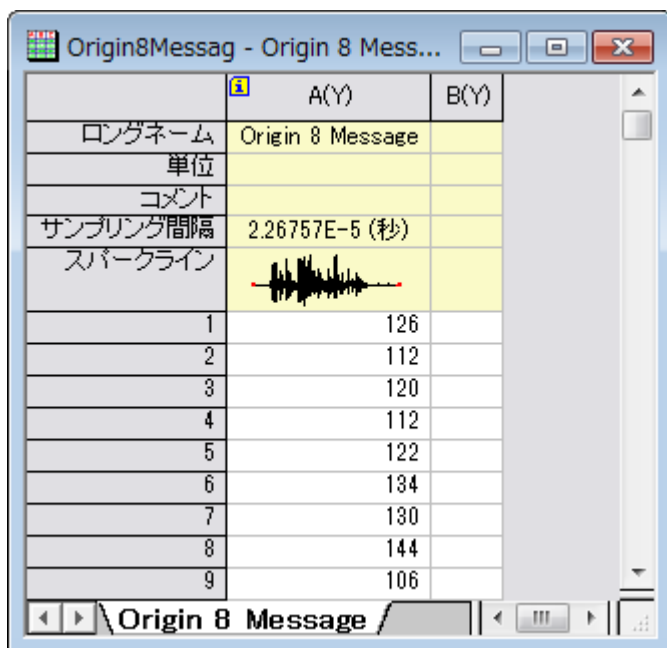 Origin8Messag - Origin 8 Mess...
A(Y) B(Y)
ロングネーム Origin 8 Message
単位
コメント
サンプリング間隔 2.26757E-5 (秒)
スパークライン
1 126
2 112
3 120
4 112
5 122
6 134
7 130
8 144
9 106
Origin 8 Message